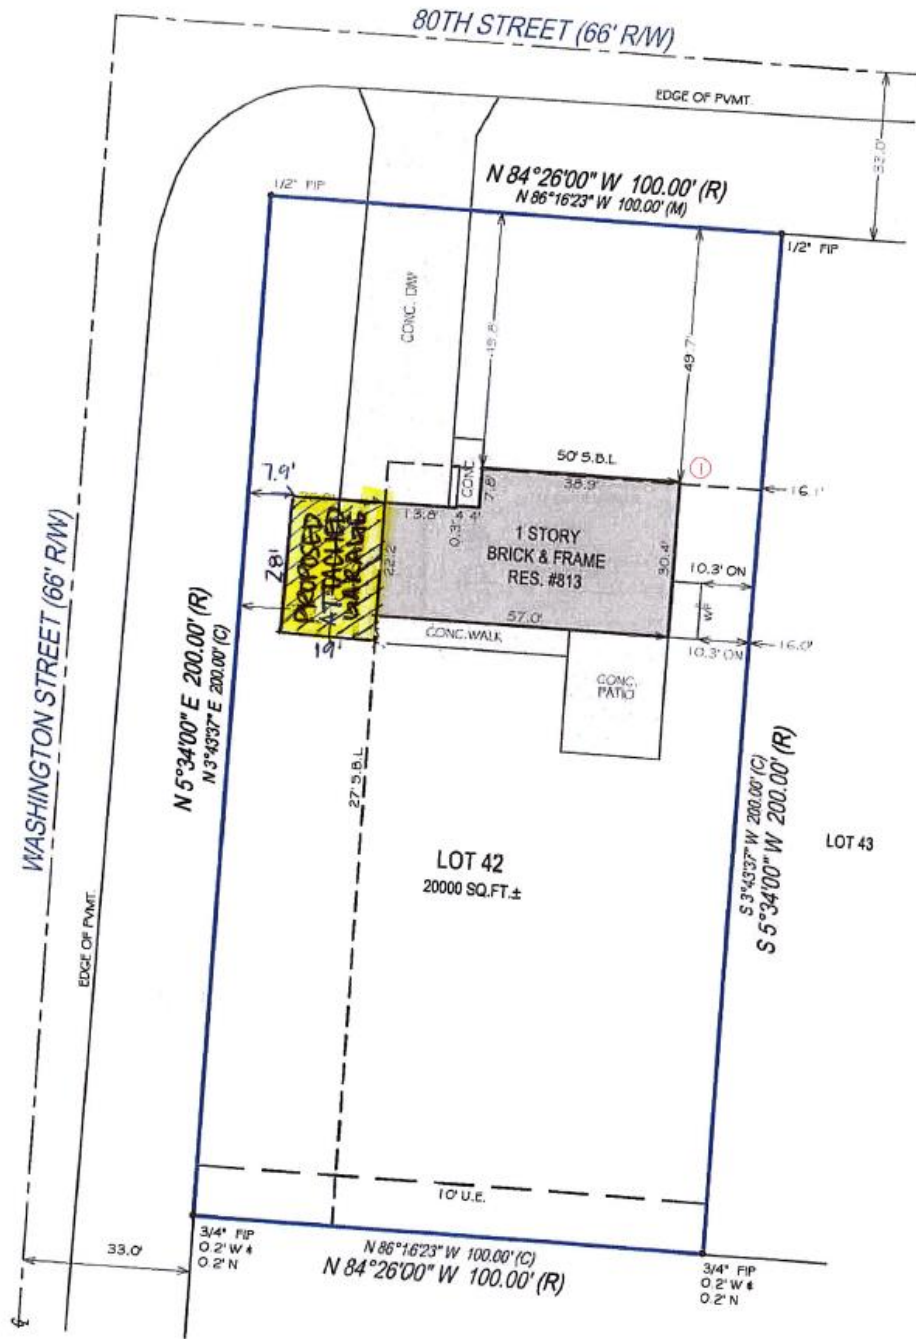 80TH STREET (66' R/W)
EDGE OF PVMT.
33.0'
N 84°26'00" W 100.00' (R)
N 86°16'23" W 100.00' (M)
1/2" FIP
1/2" FIP
CONC. D/W
49.8'
49.7'
50' S.B.L.
1
7.9'
CONC.
7.8'
38.9'
16.1'
13.8'
4.4'
0.3'
PROPOSED
ATTACHED
GARAGE
28'
22.2'
1 STORY
BRICK & FRAME
RES. #813
30.4'
10.3' ON
WF
19'
57.0'
CONC. WALK
10.3' ON
16.0'
CONC.
PATIO
WASHINGTON STREET (66' R/W)
N 5°34'00" E 200.00' (R)
N 3°43'37" E 200.00' (C)
27' S.B.L.
S 3°43'37" W 200.00' (C)
S 5°34'00" W 200.00' (R)
LOT 43
LOT 42
20000 SQ.FT.±
EDGE OF PVMT.
10' U.E.
3/4" FIP
0.2' W &
0.2' N
33.0'
N 86°16'23" W 100.00' (C)
N 84°26'00" W 100.00' (R)
3/4" FIP
0.2' W &
0.2' N